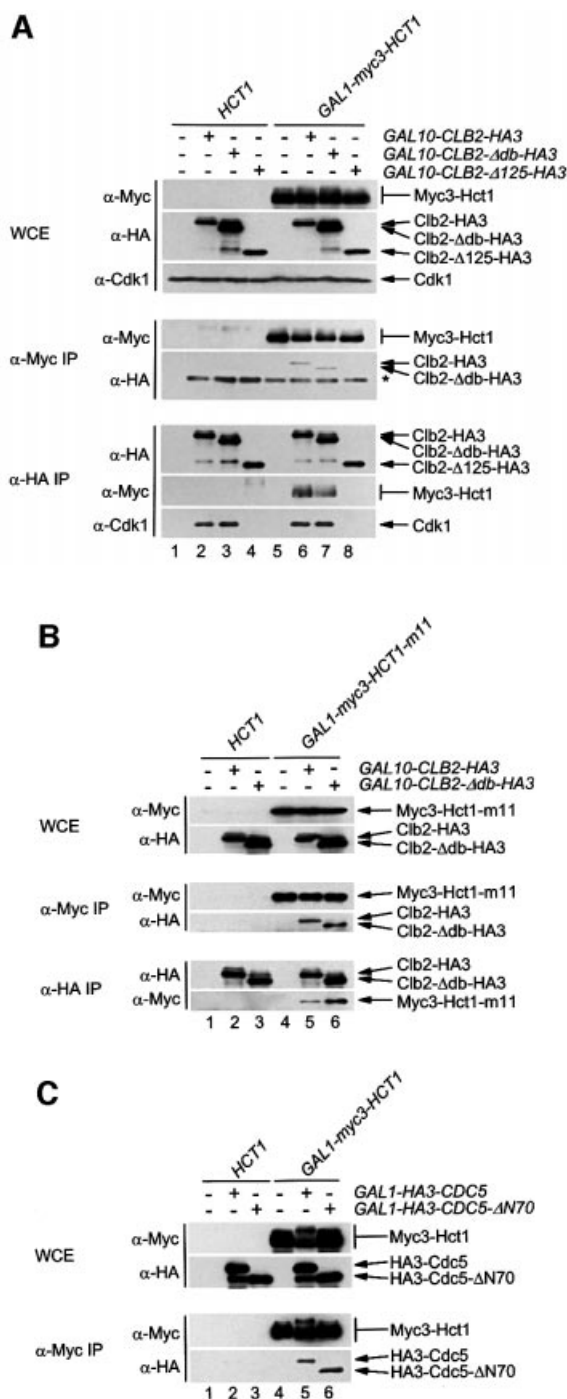 A
HCT1
GAL1-myc3-HCT1
- + - - - + - - GAL10-CLB2-HA3
- - + - - - + - GAL10-CLB2-Δdb-HA3
- - - + - - - + GAL10-CLB2-Δ125-HA3
WCE
α-Myc
Myc3-Hct1
α-HA
Clb2-HA3
Clb2-Δdb-HA3
Clb2-Δ125-HA3
α-Cdk1
Cdk1
α-Myc IP
α-Myc
Myc3-Hct1
α-HA
Clb2-HA3
Clb2-Δdb-HA3
*
α-HA IP
α-HA
Clb2-HA3
Clb2-Δdb-HA3
Clb2-Δ125-HA3
α-Myc
Myc3-Hct1
α-Cdk1
Cdk1
1 2 3 4 5 6 7 8
B
HCT1
GAL1-myc3-HCT1-m11
- + - - + - GAL10-CLB2-HA3
- - + - - + GAL10-CLB2-Δdb-HA3
WCE
α-Myc
Myc3-Hct1-m11
α-HA
Clb2-HA3
Clb2-Δdb-HA3
α-Myc IP
α-Myc
Myc3-Hct1-m11
α-HA
Clb2-HA3
Clb2-Δdb-HA3
α-HA IP
α-HA
Clb2-HA3
Clb2-Δdb-HA3
α-Myc
Myc3-Hct1-m11
1 2 3 4 5 6
C
HCT1
GAL1-myc3-HCT1
- + - - + - GAL1-HA3-CDC5
- - + - - + GAL1-HA3-CDC5-ΔN70
WCE
α-Myc
Myc3-Hct1
α-HA
HA3-Cdc5
HA3-Cdc5-ΔN70
α-Myc IP
α-Myc
Myc3-Hct1
α-HA
HA3-Cdc5
HA3-Cdc5-ΔN70
1 2 3 4 5 6